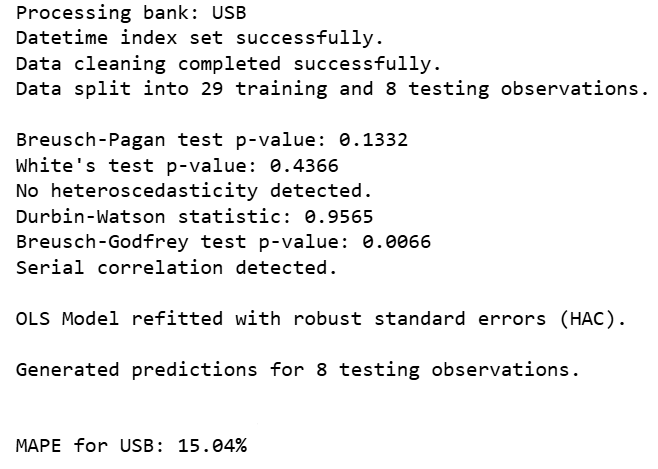 Processing bank: USB
Datetime index set successfully.
Data cleaning completed successfully.
Data split into 29 training and 8 testing observations.
Breusch-Pagan test p-value: 0.1332
White's test p-value: 0.4366
No heteroscedasticity detected.
Durbin-Watson statistic: 0.9565
Breusch-Godfrey test p-value: 0.0066
Serial correlation detected.
OLS Model refitted with robust standard errors (HAC).
Generated predictions for 8 testing observations.
MAPE for USB: 15.04%